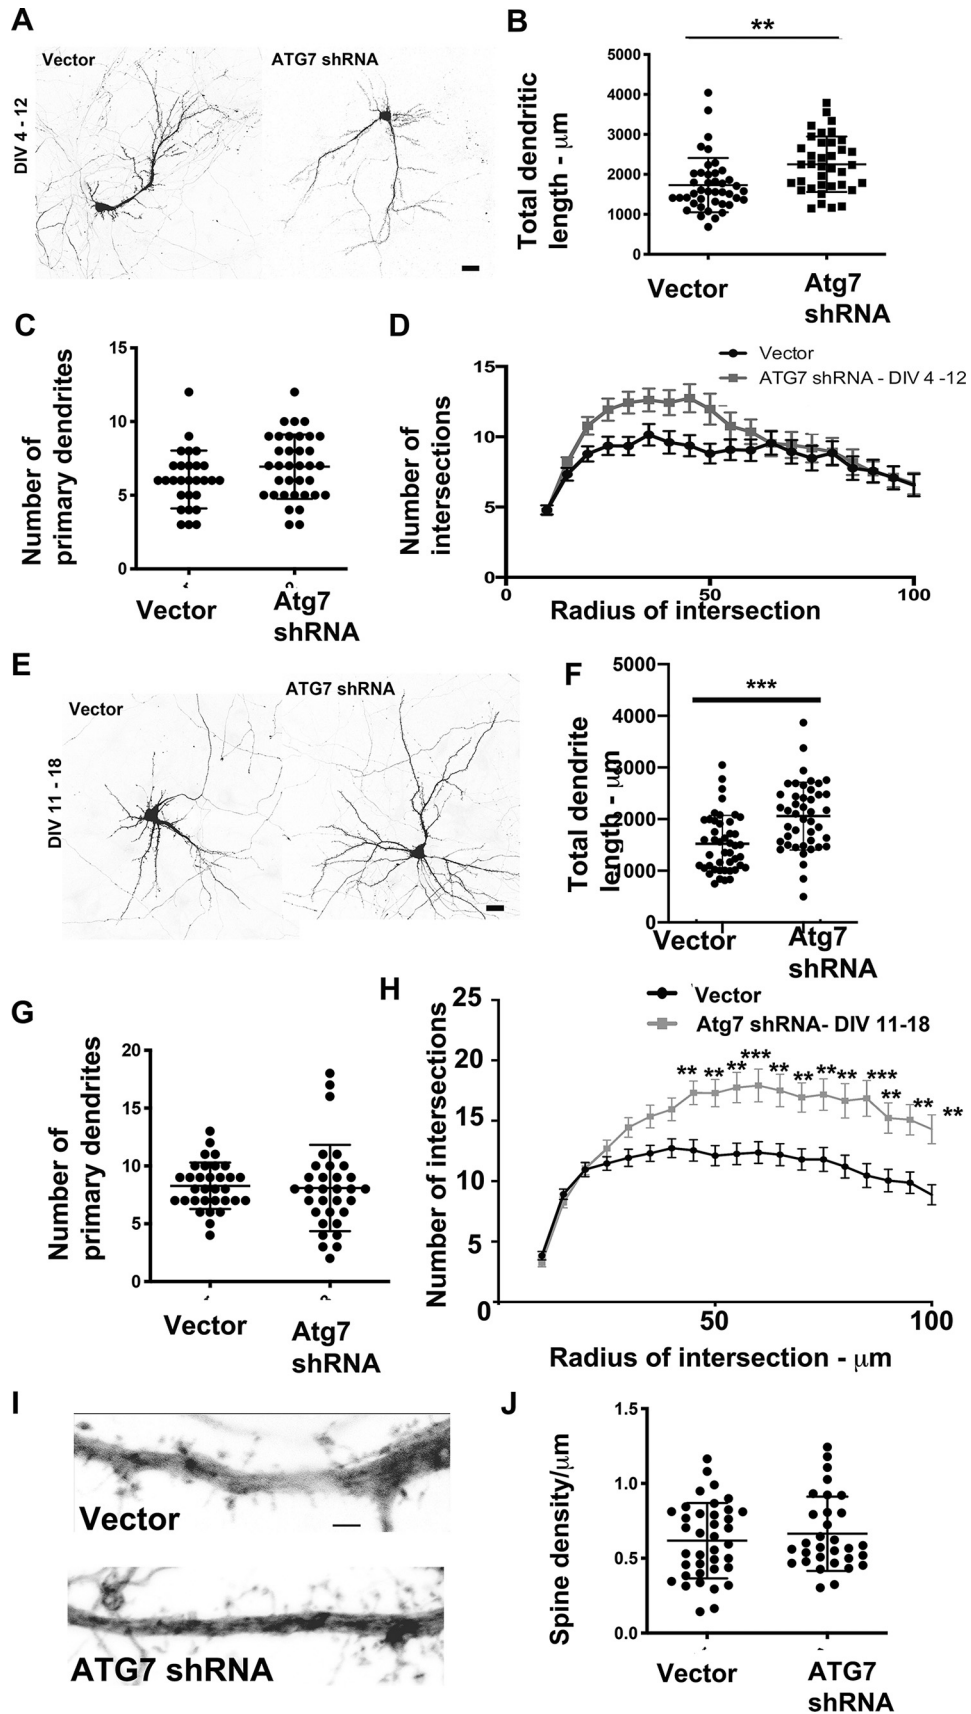 A
Vector
ATG7 shRNA
DIV 4 - 12
B
**
Total dendritic
length - μm
5000
4000
3000
2000
1000
0
Vector
Atg7
shRNA
C
Number of
primary dendrites
15
10
5
0
Vector
Atg7
shRNA
D
Vector
ATG7 shRNA - DIV 4 -12
Number of
intersections
15
10
5
0
0
50
100
Radius of intersection
E
Vector
ATG7 shRNA
DIV 11 - 18
F
***
Total dendrite
length - μm
5000
4000
3000
2000
1000
0
Vector
Atg7
shRNA
G
Number of
primary dendrites
20
15
10
5
0
Vector
Atg7
shRNA
H
Vector
Atg7 shRNA- DIV 11-18
Number of intersections
25
20
15
10
5
0
** ** ** *** ** ** ** ** *** ** ** **
50
100
Radius of intersection - μm
I
Vector
ATG7 shRNA
J
Spine density/μm
1.5
1.0
0.5
0.0
Vector
ATG7
shRNA